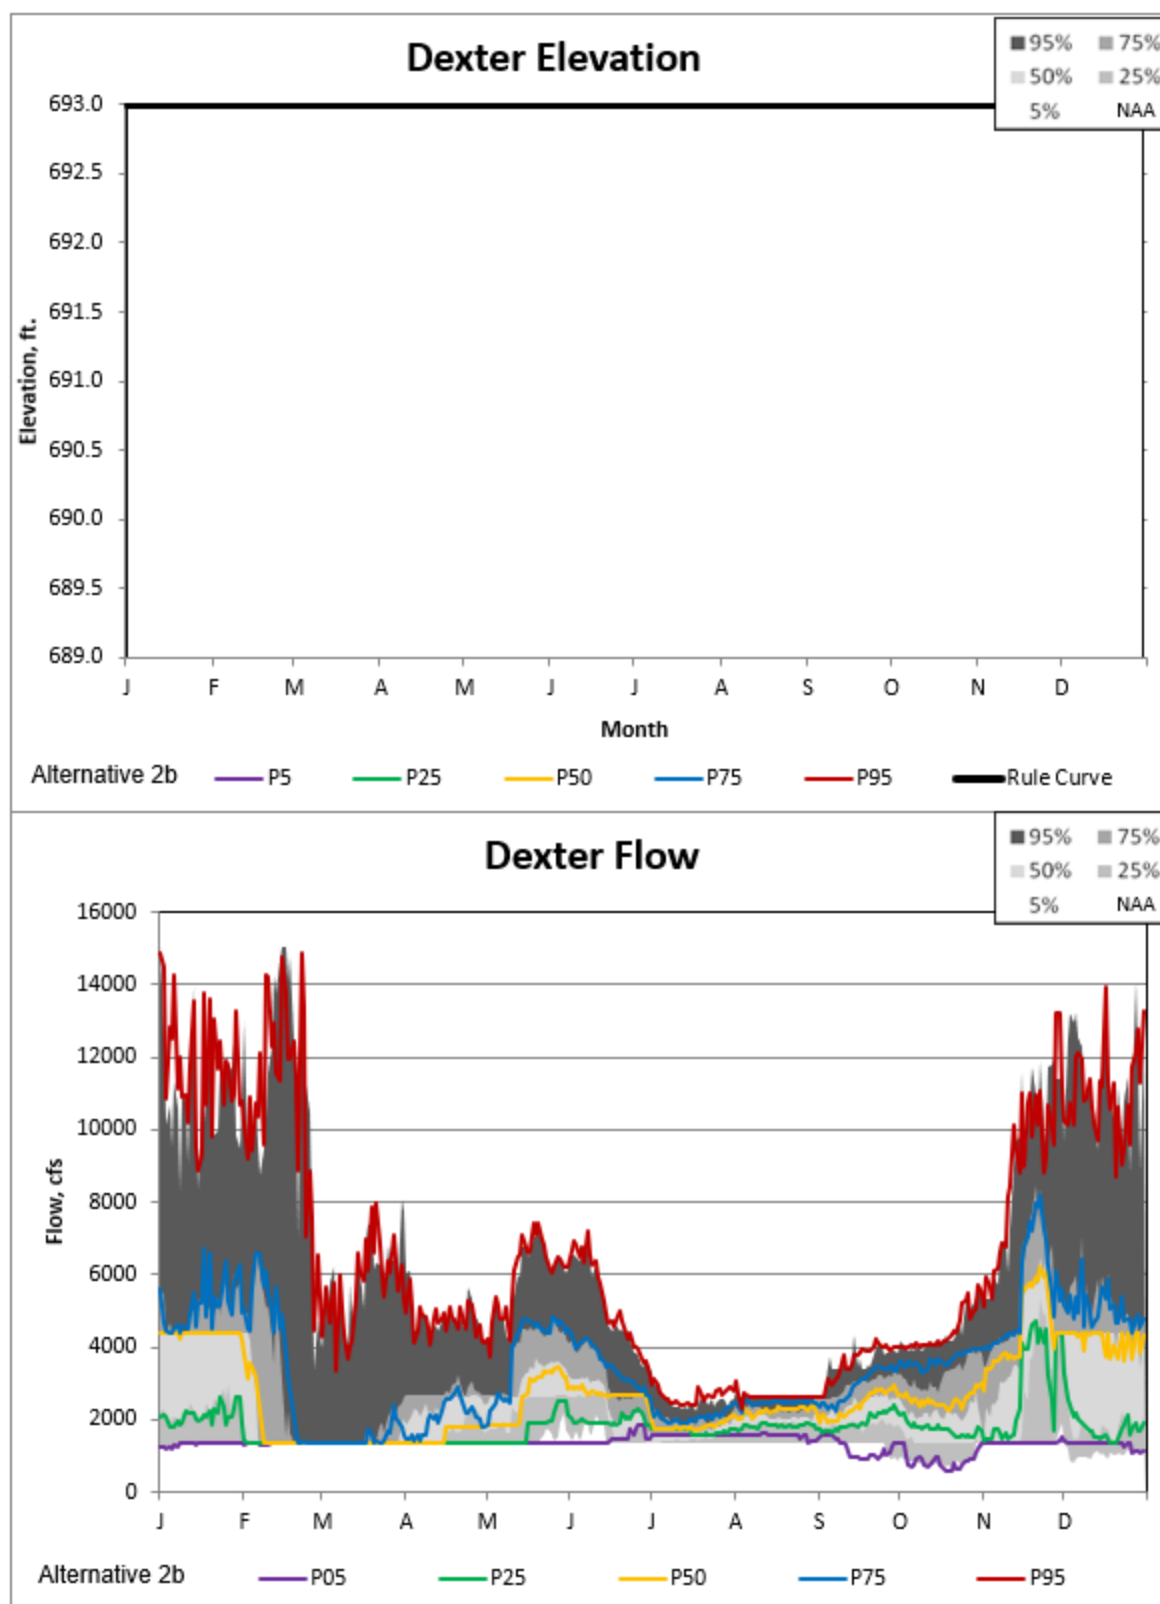 Dexter Elevation
95% 75%
50% 25%
5% NAA
693.0
692.5
692.0
691.5
691.0
690.5
690.0
689.5
689.0
Elevation, ft.
J F M A M J J A S O N D
Month
Alternative 2b P5 P25 P50 P75 P95 Rule Curve
Dexter Flow
95% 75%
50% 25%
5% NAA
16000
14000
12000
10000
8000
6000
4000
2000
0
Flow, cfs
J F M A M J J A S O N D
Alternative 2b P05 P25 P50 P75 P95